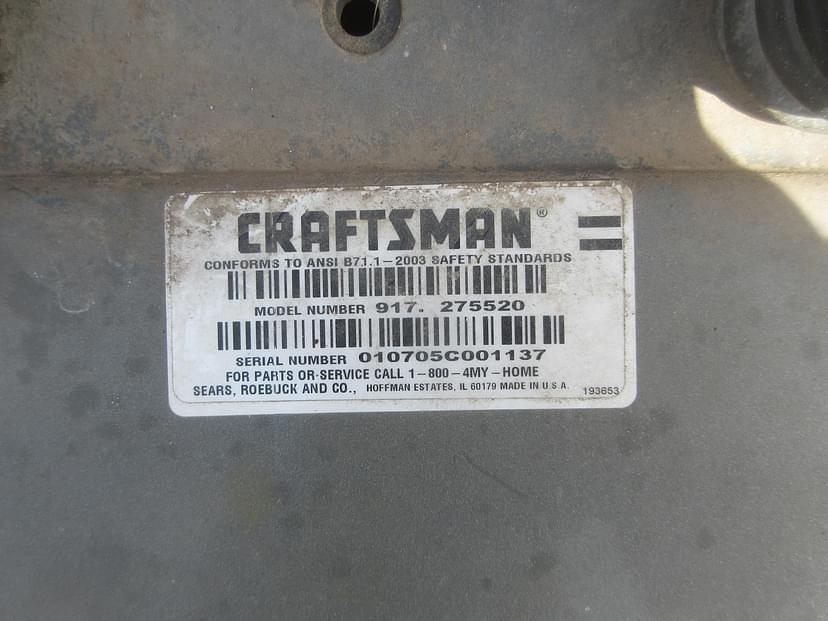 CRAFTSMAN®
CONFORMS TO ANSI B71.1-2003 SAFETY STANDARDS
MODEL NUMBER 917. 275520
SERIAL NUMBER 010705C001137
FOR PARTS OR SERVICE CALL 1-800-4MY-HOME
SEARS, ROEBUCK AND CO., HOFFMAN ESTATES, IL 60179 MADE IN U.S.A. 193653